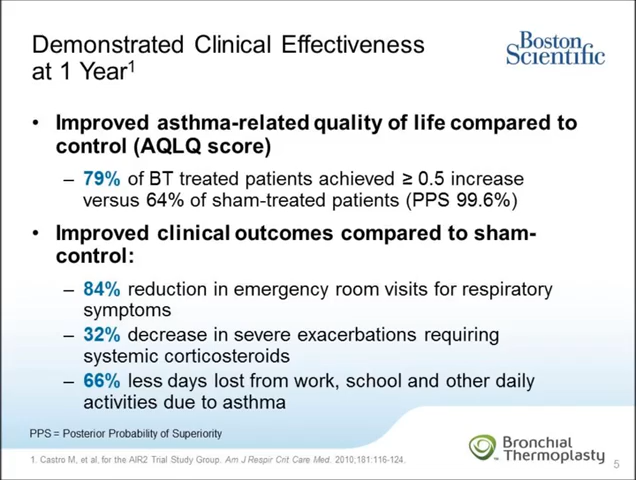 Demonstrated Clinical Effectiveness
at 1 Year1
Boston
Scientific
• Improved asthma-related quality of life compared to
control (AQLQ score)
– 79% of BT treated patients achieved ≥ 0.5 increase
versus 64% of sham-treated patients (PPS 99.6%)
• Improved clinical outcomes compared to sham-
control:
– 84% reduction in emergency room visits for respiratory
symptoms
– 32% decrease in severe exacerbations requiring
systemic corticosteroids
– 66% less days lost from work, school and other daily
activities due to asthma
PPS = Posterior Probability of Superiority
1. Castro M, et al, for the AIR2 Trial Study Group. Am J Respir Crit Care Med. 2010;181:116-124.
Bronchial
Thermoplasty
5